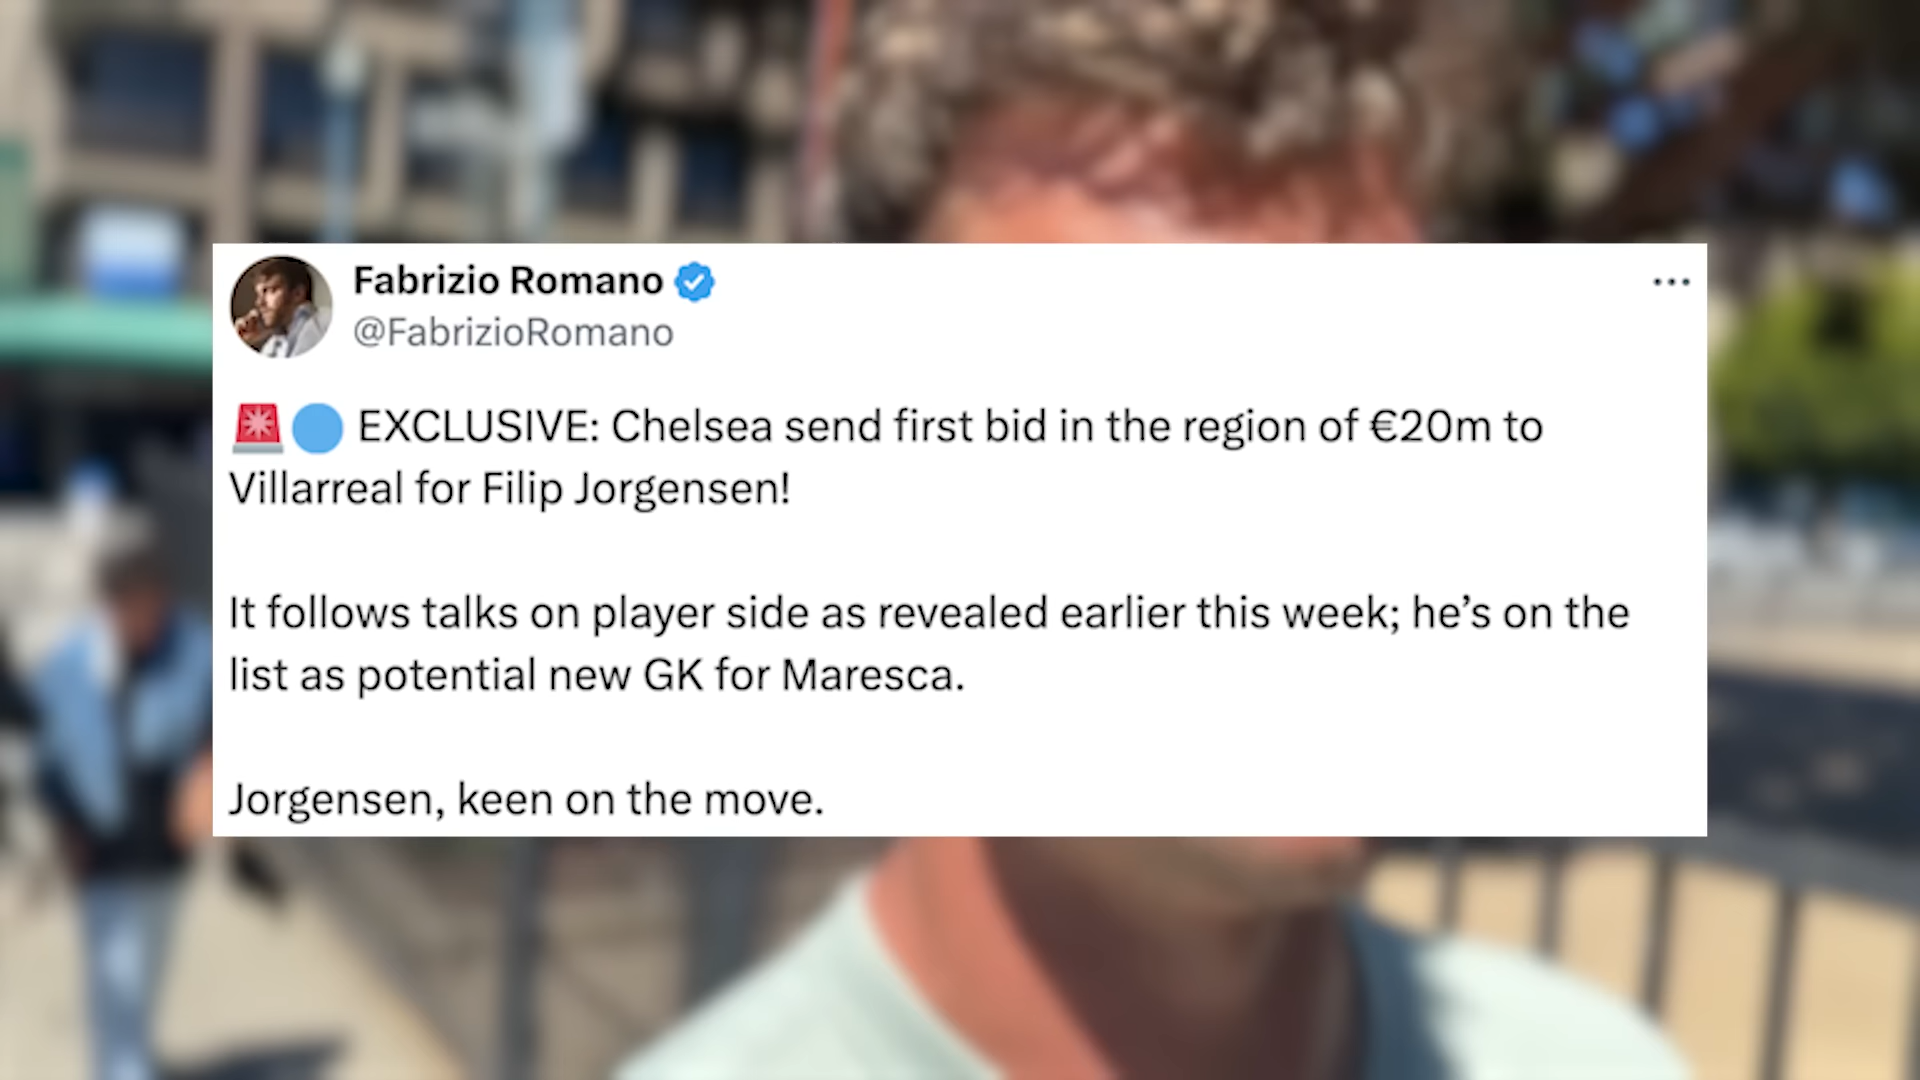 Fabrizio Romano
@FabrizioRomano
🚨🔵 EXCLUSIVE: Chelsea send first bid in the region of €20m to
Villarreal for Filip Jorgensen!
It follows talks on player side as revealed earlier this week; he’s on the
list as potential new GK for Maresca.
Jorgensen, keen on the move.